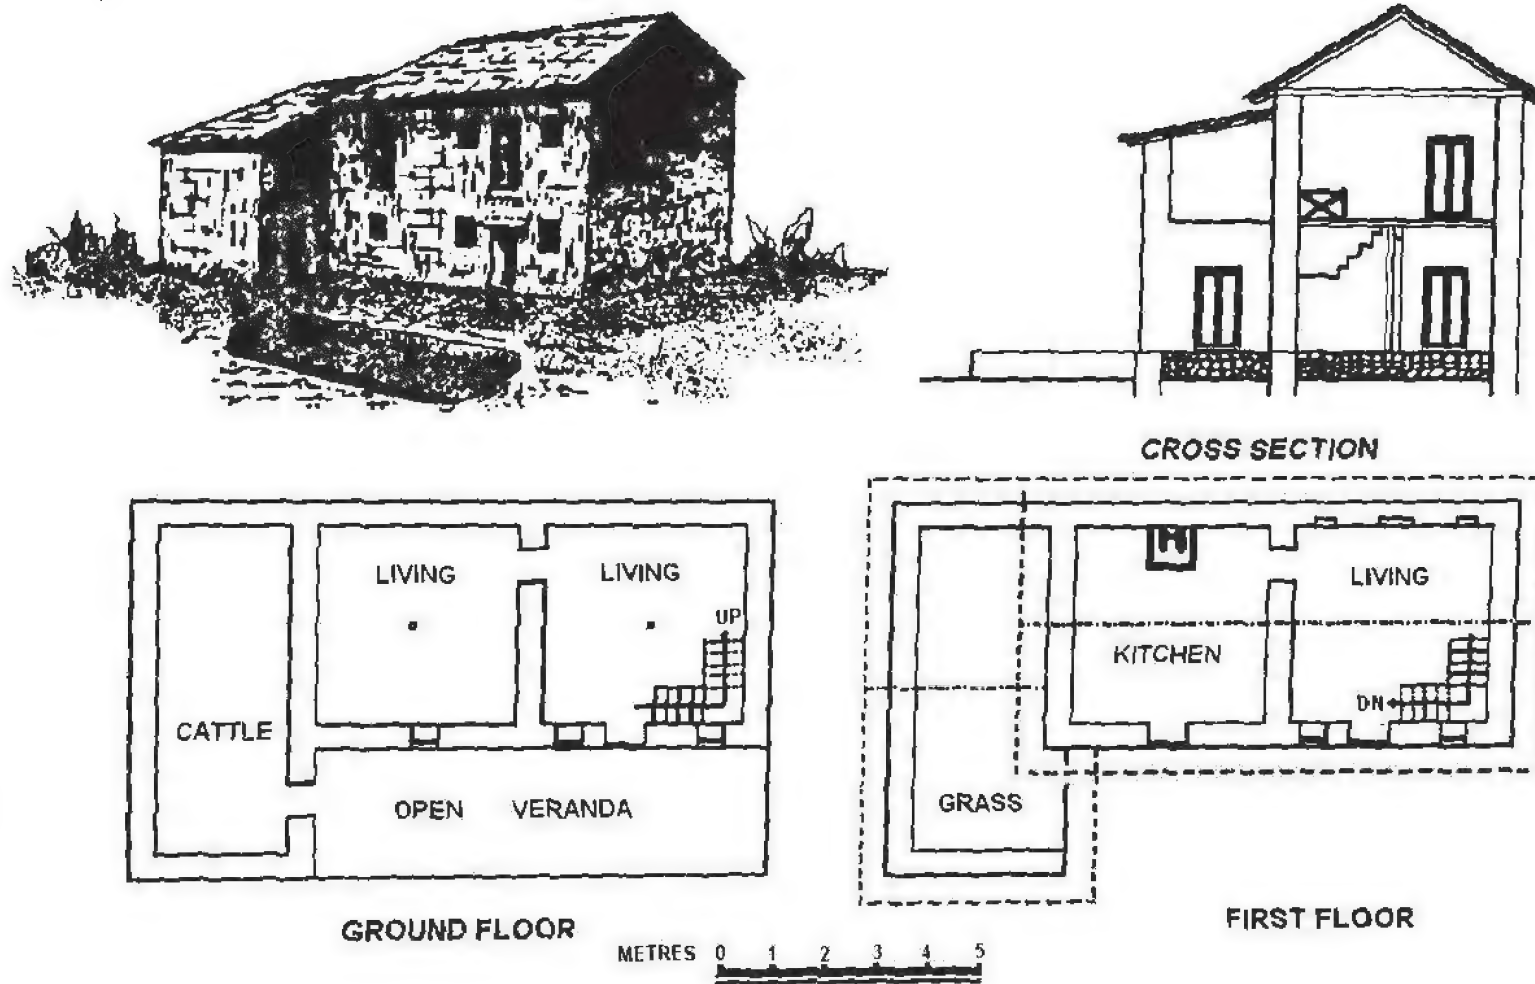 CROSS SECTION
LIVING
LIVING
UP
CATTLE
OPEN VERANDA
GROUND FLOOR
LIVING
KITCHEN
DN
GRASS
FIRST FLOOR
METRES 0 1 2 3 4 5